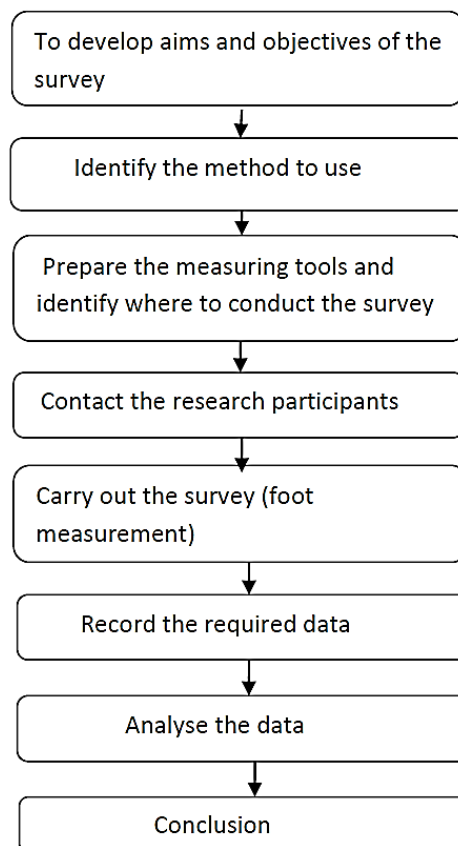 To develop aims and objectives of the
survey
Identify the method to use
Prepare the measuring tools and
identify where to conduct the survey
Contact the research participants
Carry out the survey (foot
measurement)
Record the required data
Analyse the data
Conclusion